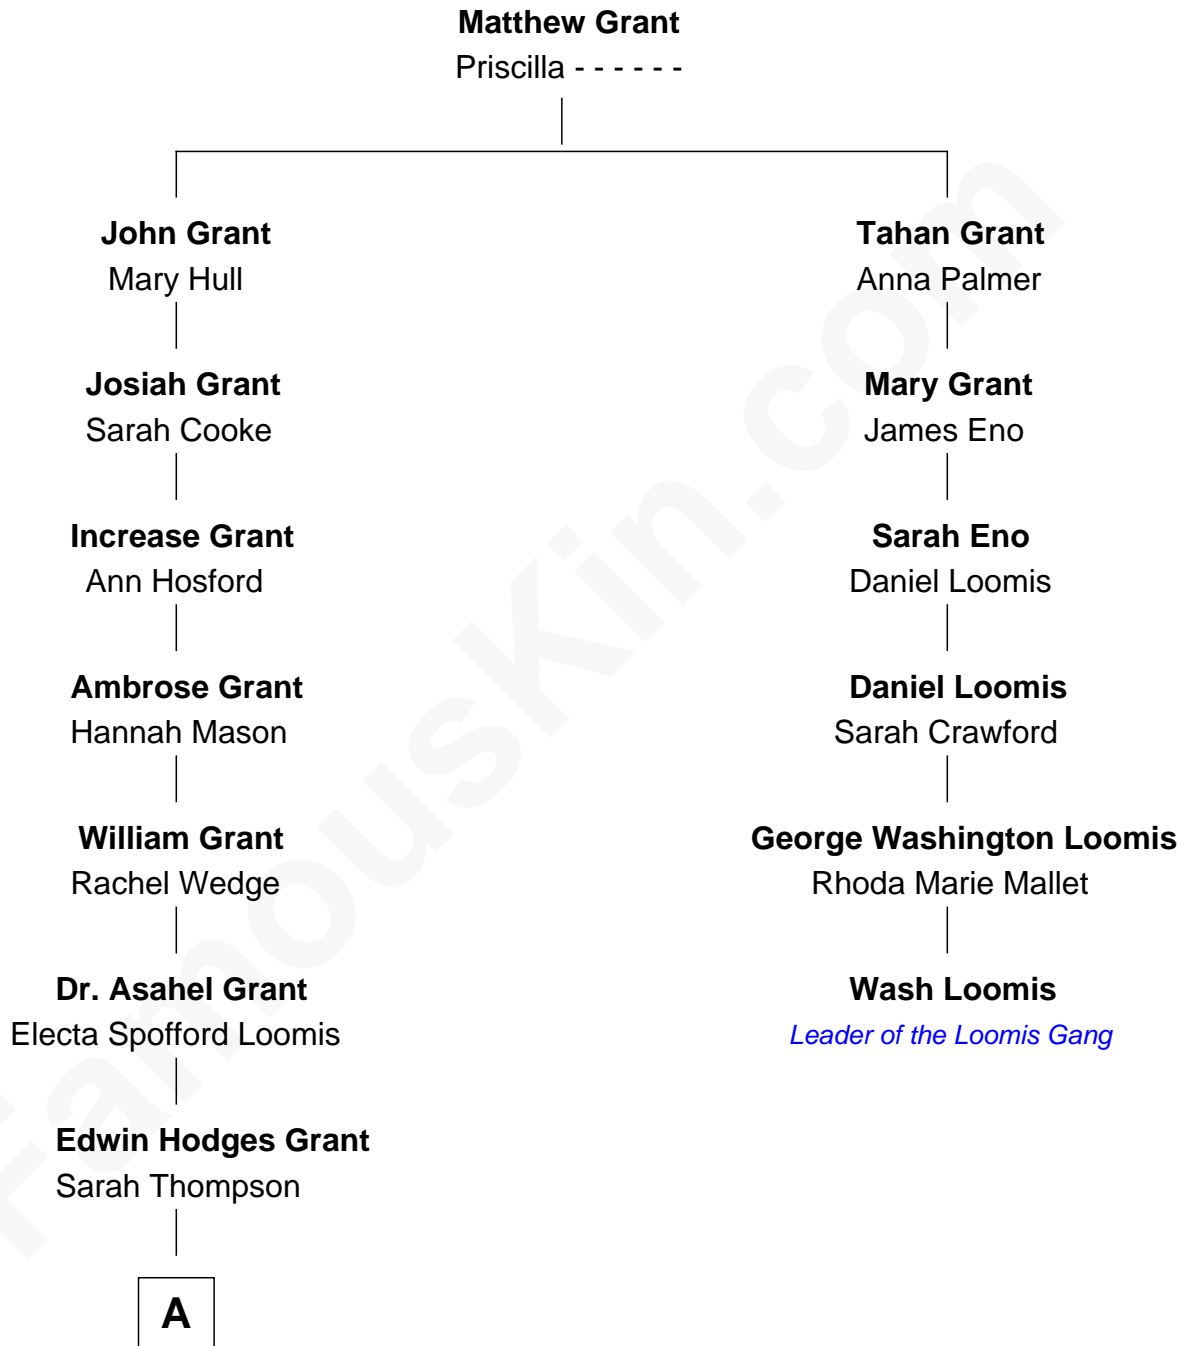 Matthew Grant
Priscilla - - - - - -
John Grant
Mary Hull
Josiah Grant
Sarah Cooke
Increase Grant
Ann Hosford
Ambrose Grant
Hannah Mason
William Grant
Rachel Wedge
Dr. Asahel Grant
Electa Spofford Loomis
Edwin Hodges Grant
Sarah Thompson
A
Tahan Grant
Anna Palmer
Mary Grant
James Eno
Sarah Eno
Daniel Loomis
Daniel Loomis
Sarah Crawford
George Washington Loomis
Rhoda Marie Mallet
Wash Loomis
Leader of the Loomis Gang
FamousKin.com